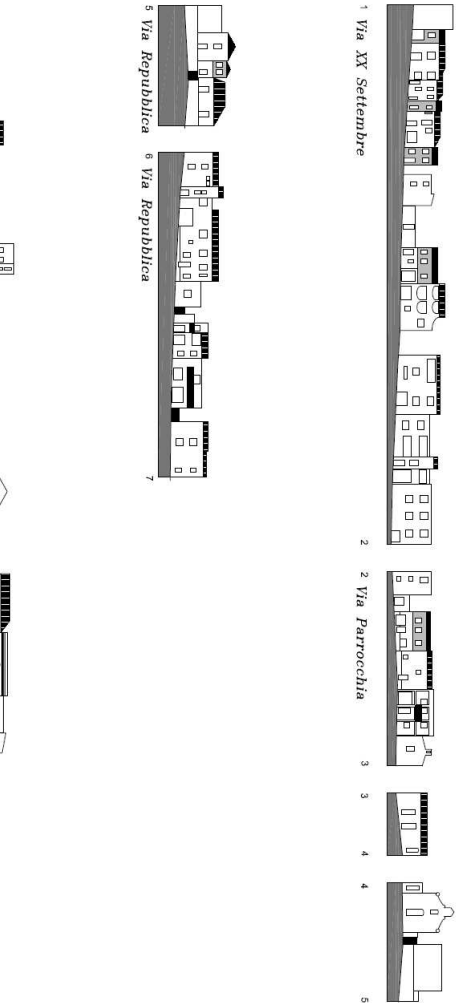 1 Via XX Settembre 2
2 Via Parrocchia 3
3 4
4 5
5 Via Repubblica
6 Via Repubblica 7